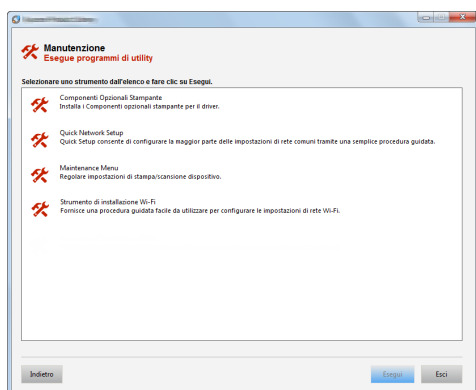 Manutenzione
Esegue programmi di utility
Selezionare uno strumento dall'elenco e fare clic su Esegui.
Componenti Opzionali Stampante
Installa i Componenti opzionali stampante per il driver.
Quick Network Setup
Quick Setup consente di configurare la maggior parte delle impostazioni di rete comuni tramite una semplice procedura guidata.
Maintenance Menu
Regolare impostazioni di stampa/scansione dispositivo.
Strumento di installazione Wi-Fi
Fornisce una procedura guidata facile da utilizzare per configurare le impostazioni di rete Wi-Fi.
Indietro
Esegui
Esci